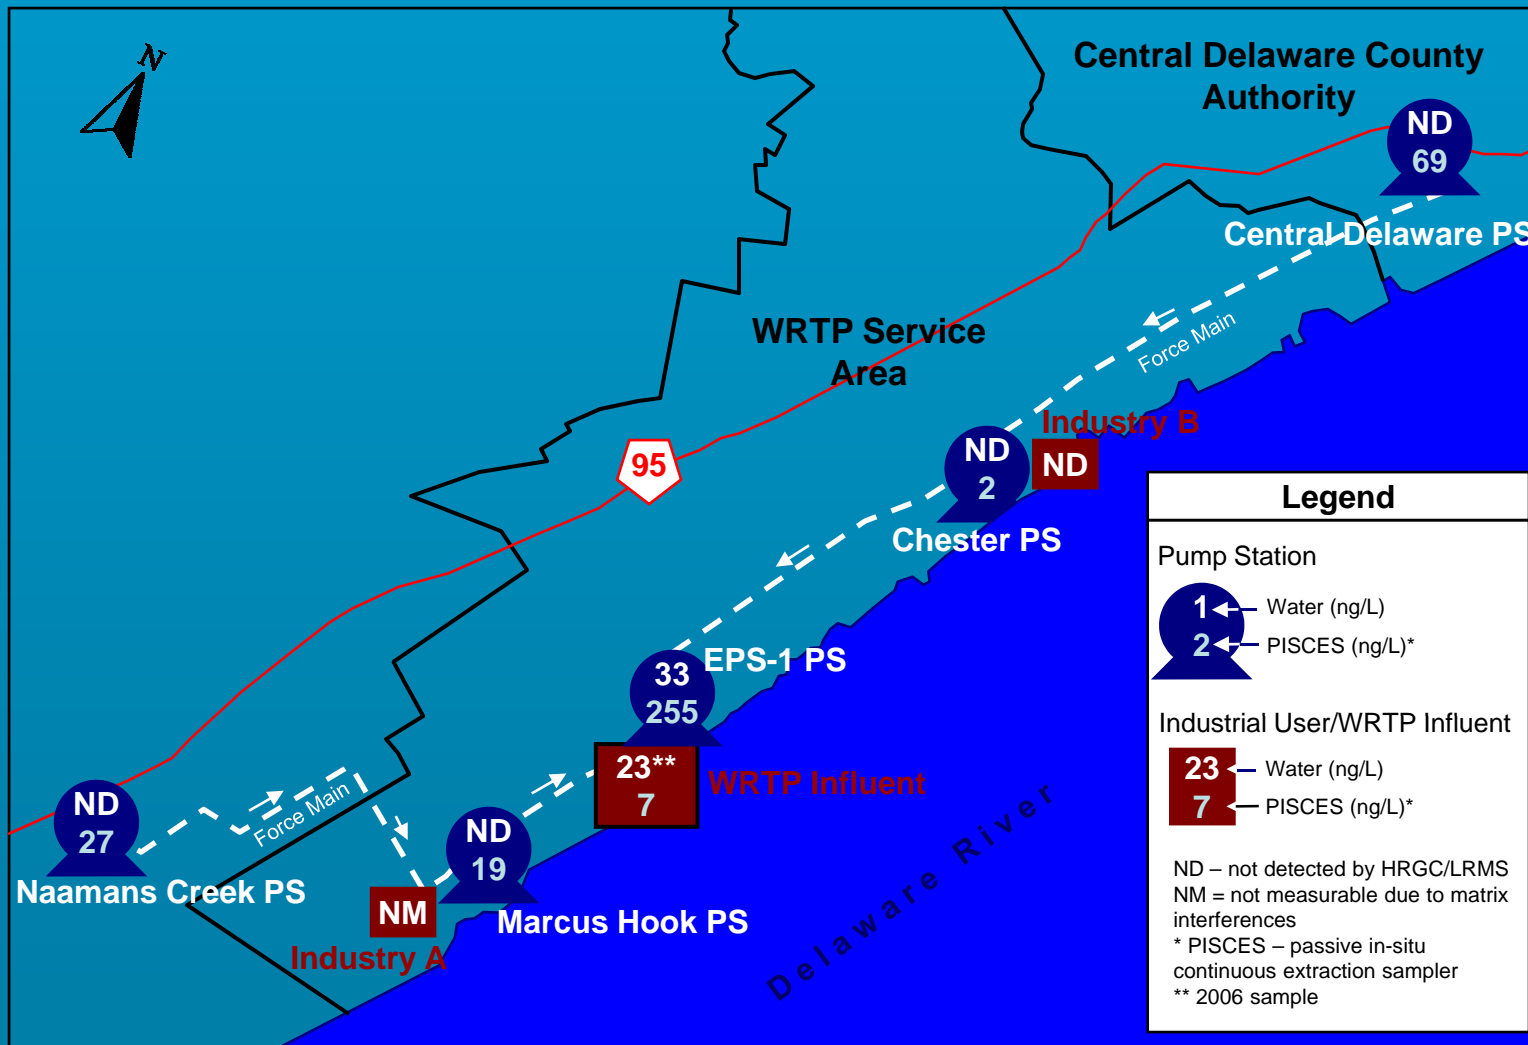 N
Central Delaware County
Authority
ND
69
Central Delaware PS
Force Main
WRTP Service
Area
Industry B
ND
ND
2
Chester PS
95
EPS-1 PS
33
255
23**
7
WRTP Influent
ND
27
Naamans Creek PS
Force Main
ND
19
Marcus Hook PS
NM
Industry A
Delaware River
Legend
Pump Station
1
Water (ng/L)
2
PISCES (ng/L)*
Industrial User/WRTP Influent
23
Water (ng/L)
7
PISCES (ng/L)*
ND – not detected by HRGC/LRMS
NM = not measurable due to matrix
interferences
* PISCES – passive in-situ
continuous extraction sampler
** 2006 sample